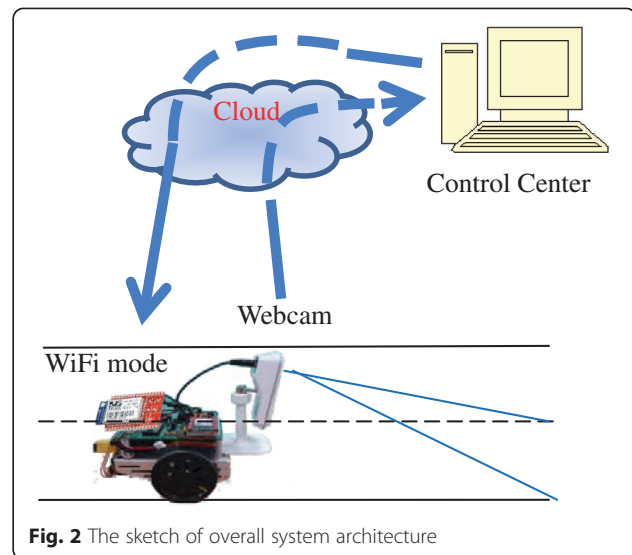 Cloud
Control Center
Webcam
WiFi mode
Fig. 2 The sketch of overall system architecture